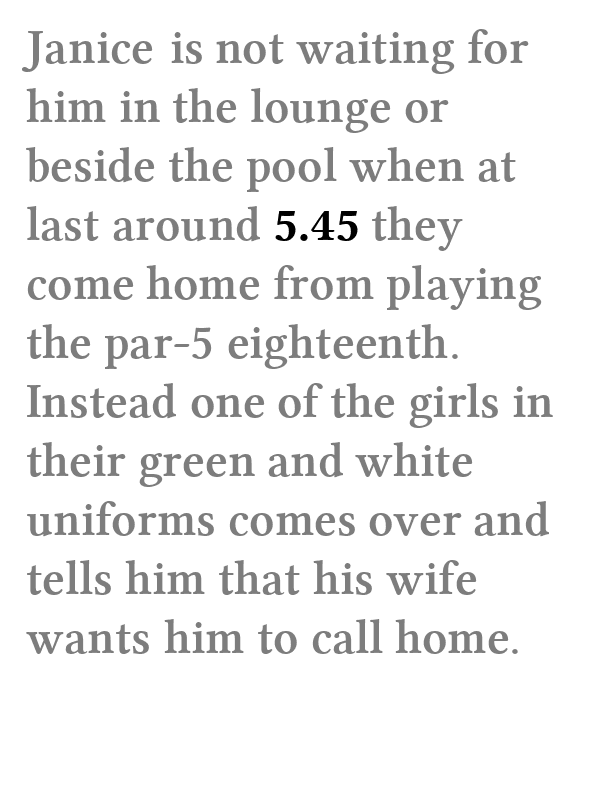 Janice is not waiting for
him in the lounge or
beside the pool when at
last around 5.45 they
come home from playing
the par-5 eighteenth.
Instead one of the girls in
their green and white
uniforms comes over and
tells him that his wife
wants him to call home.